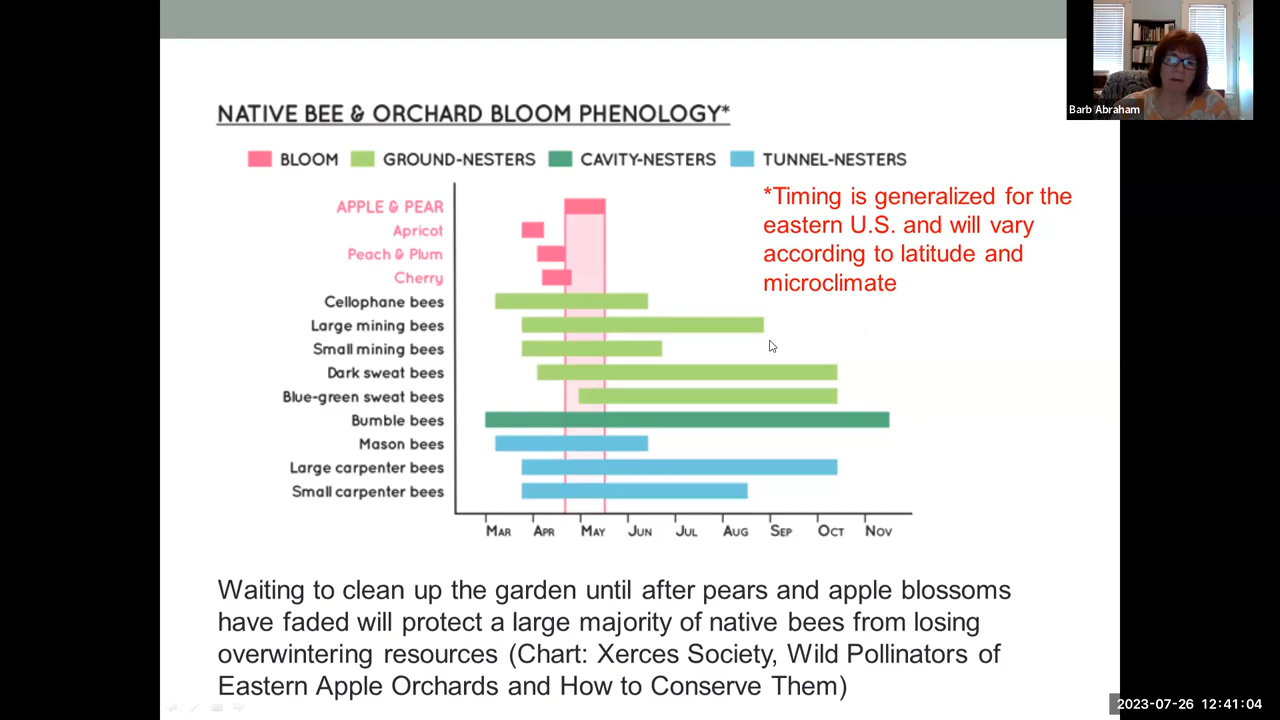 Barb Abraham
NATIVE BEE & ORCHARD BLOOM PHENOLOGY*
BLOOM GROUND-NESTERS CAVITY-NESTERS TUNNEL-NESTERS
*Timing is generalized for the
eastern U.S. and will vary
according to latitude and
microclimate
APPLE & PEAR
Apricot
Peach & Plum
Cherry
Cellophane bees
Large mining bees
Small mining bees
Dark sweat bees
Blue-green sweat bees
Bumble bees
Mason bees
Large carpenter bees
Small carpenter bees
MAR APR MAY JUN JUL AUG SEP OCT NOV
Waiting to clean up the garden until after pears and apple blossoms
have faded will protect a large majority of native bees from losing
overwintering resources (Chart: Xerces Society, Wild Pollinators of
Eastern Apple Orchards and How to Conserve Them)
2023-07-26 12:41:04